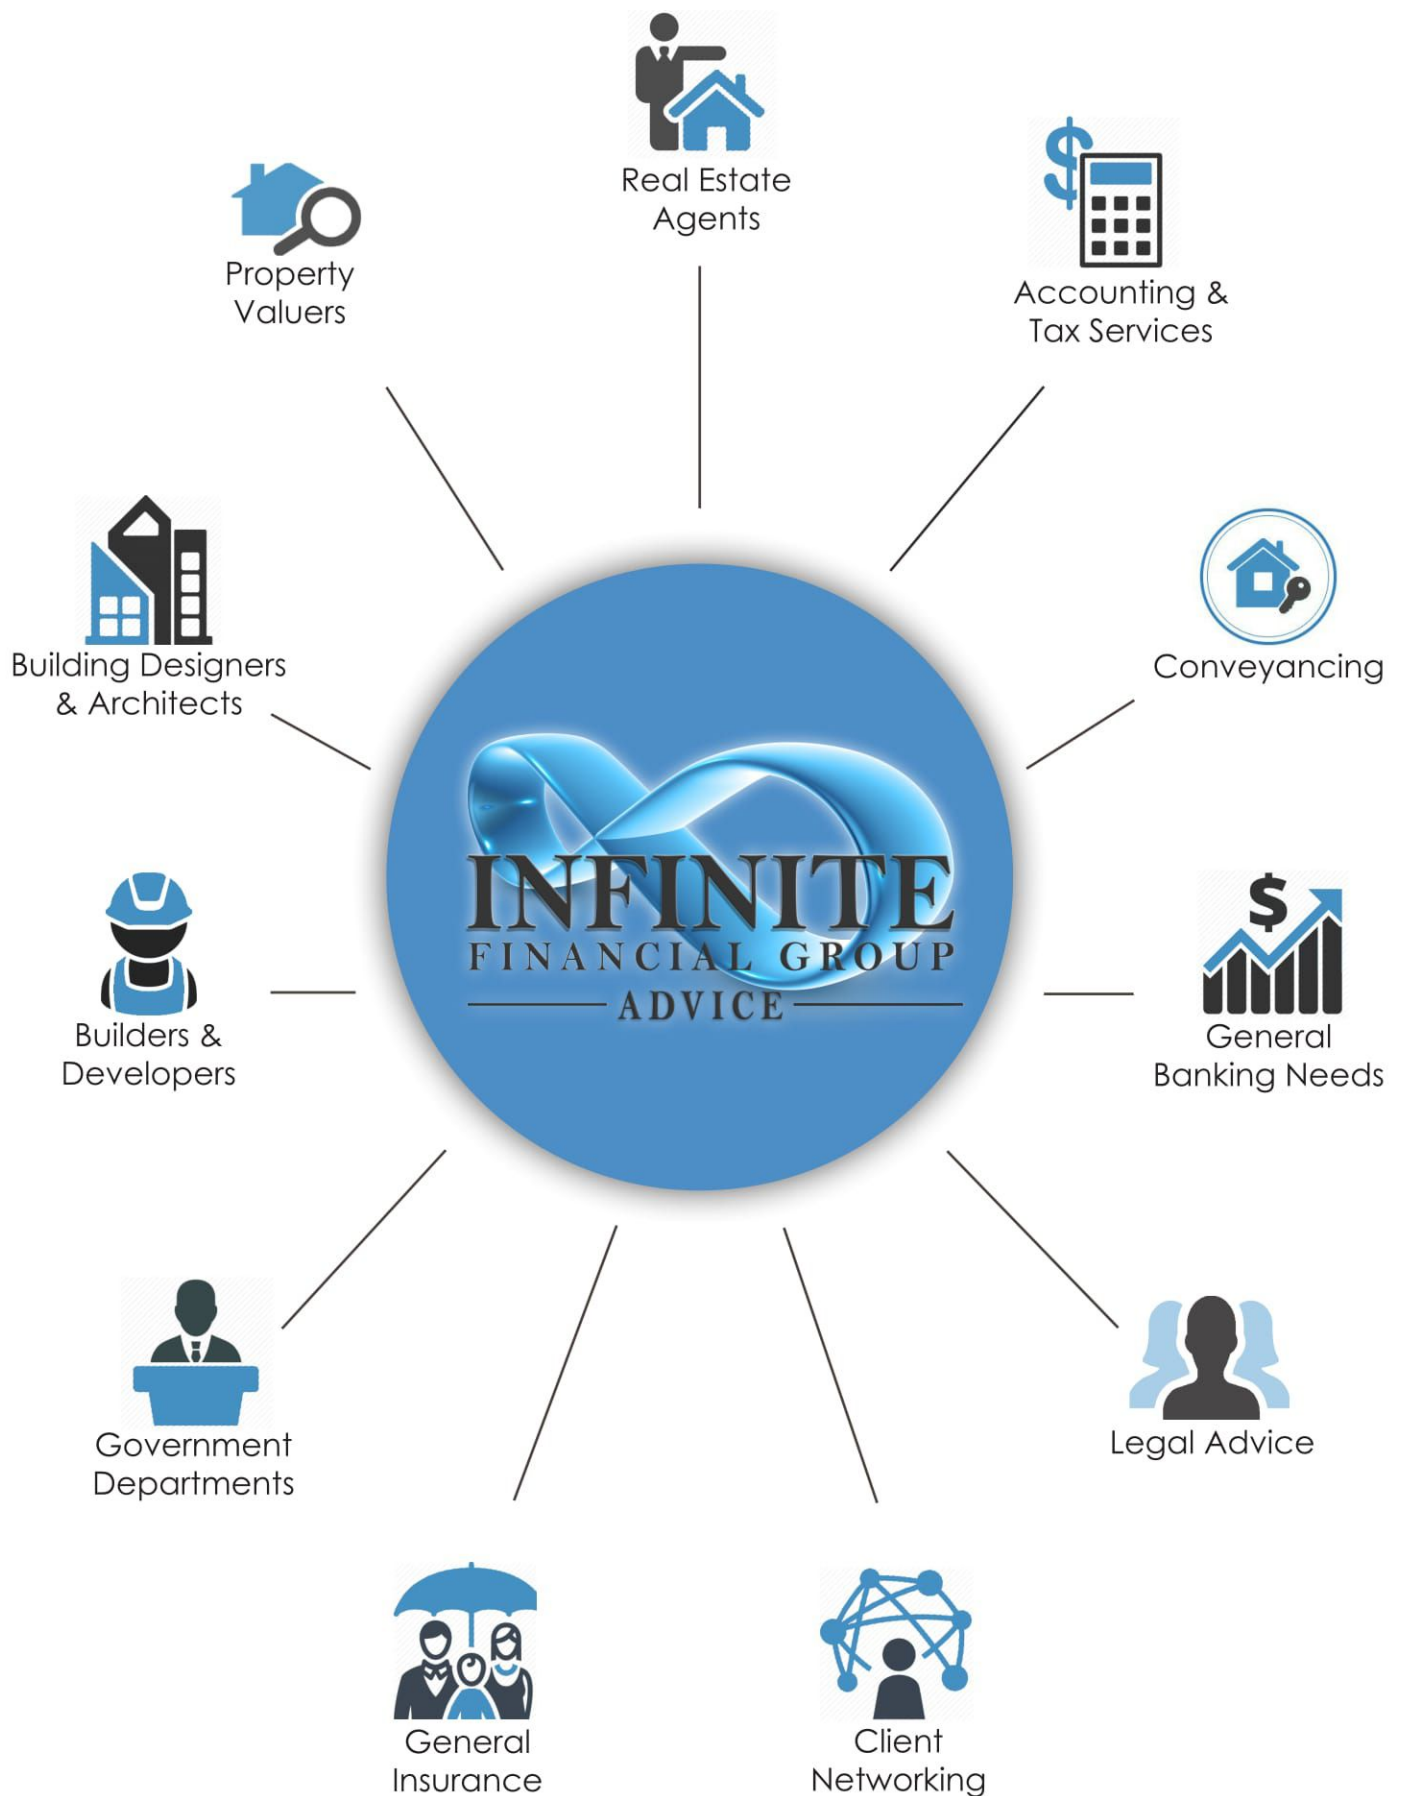 Real Estate
Agents
Accounting &
Tax Services
Property
Valuers
Building Designers
& Architects
Conveyancing
INFINITE
FINANCIAL GROUP
ADVICE
Builders &
Developers
$
General
Banking Needs
Government
Departments
Legal Advice
General
Insurance
Client
Networking